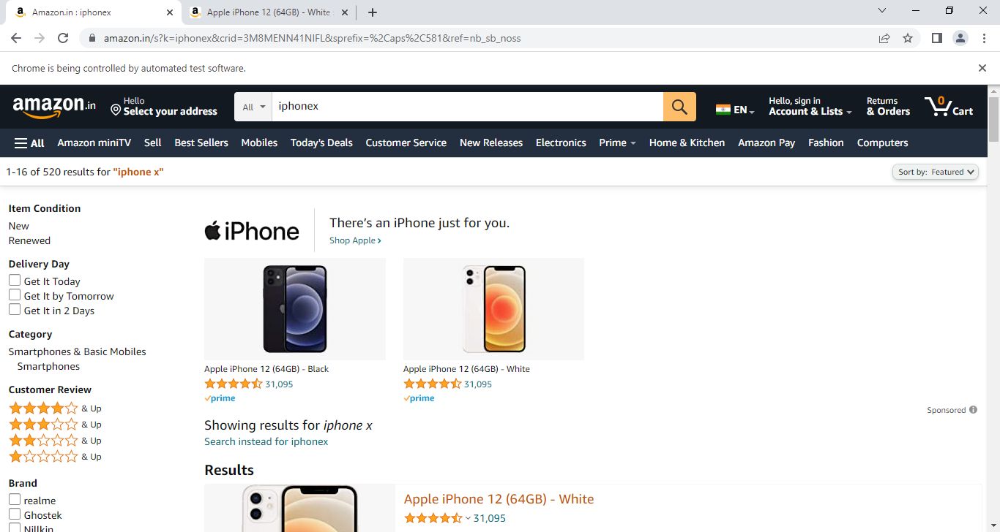 Amazon.in : iphonex
Apple iPhone 12 (64GB) - White
amazon.in/s?k=iphonex&crid=3M8MENN41NIFL&sprefix=%2Caps%2C581&ref=nb_sb_noss
Chrome is being controlled by automated test software.
amazon.in
Hello
Select your address
All
iphonex
EN
Hello, sign in
Account & Lists
Returns
& Orders
0
Cart
All
Amazon miniTV
Sell
Best Sellers
Mobiles
Today's Deals
Customer Service
New Releases
Electronics
Prime
Home & Kitchen
Amazon Pay
Fashion
Computers
1-16 of 520 results for "iphone x"
Sort by: Featured
Item Condition
New
Renewed
Delivery Day
Get It Today
Get It by Tomorrow
Get It in 2 Days
Category
Smartphones & Basic Mobiles
Smartphones
Customer Review
& Up
& Up
& Up
& Up
Brand
realme
Ghostek
Nillkin
iPhone
There's an iPhone just for you.
Shop Apple
Apple iPhone 12 (64GB) - Black
31,095
prime
Apple iPhone 12 (64GB) - White
31,095
prime
Sponsored
Showing results for iphone x
Search instead for iphonex
Results
Apple iPhone 12 (64GB) - White
31,095